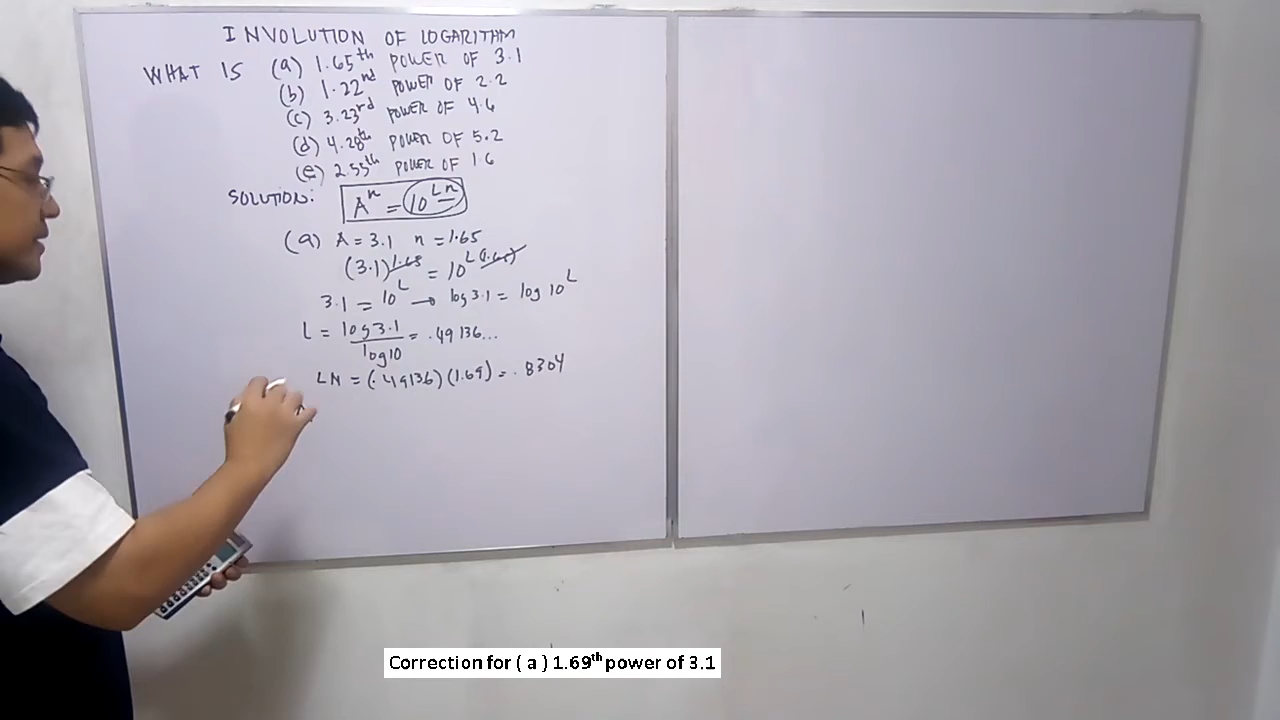 INVOLUTION OF LOGARITHM
WHAT IS (a) 1.65th POWER OF 3.1
(b) 1.22nd POWER OF 2.2
(c) 3.23rd POWER OF 4.6
(d) 4.28th POWER OF 5.2
(e) 2.55th POWER OF 1.6
SOLUTION: A^n = 10^Ln
(a) A = 3.1 n = 1.65
(3.1)^1.65 = 10^L(1.65)
3.1 = 10^L → log 3.1 = log 10^L
L = log 3.1 / log 10 = .49136...
LN = (.49136)(1.69) = .8304
Correction for ( a ) 1.69th power of 3.1